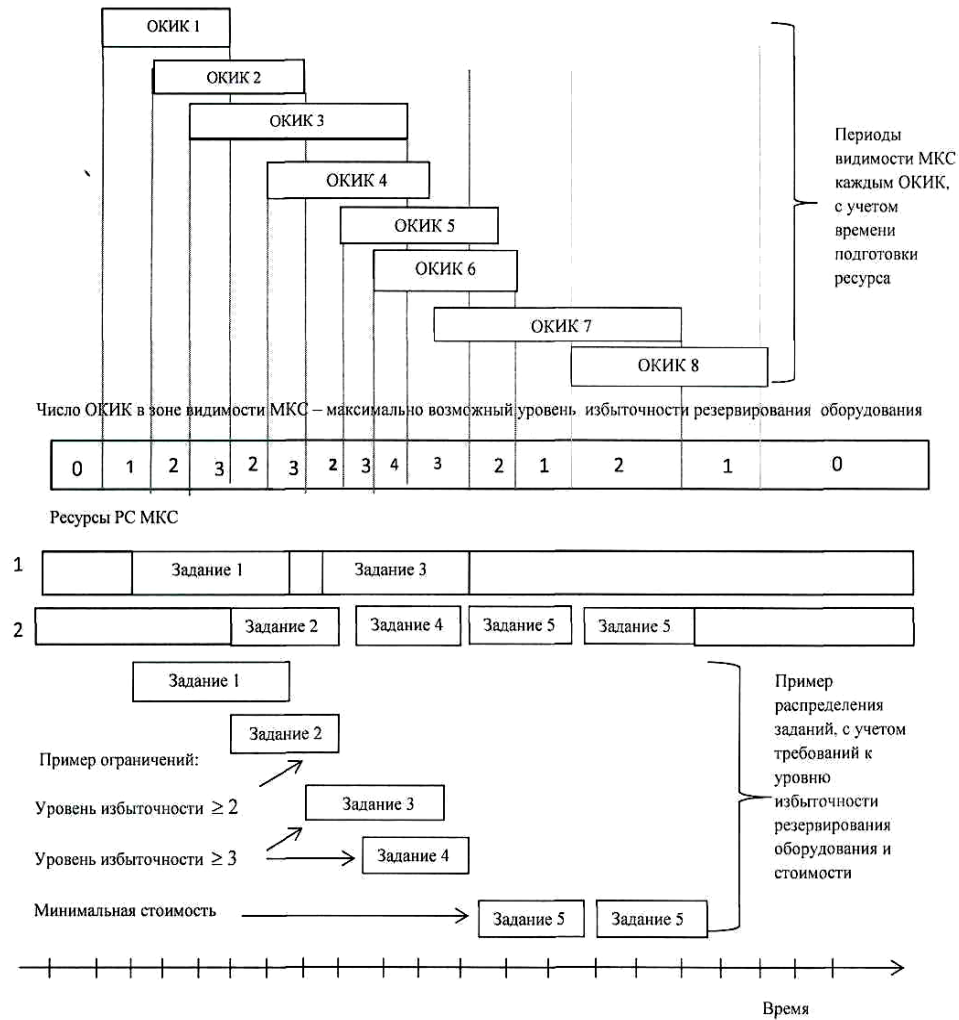 ОКИК 1
ОКИК 2
ОКИК 3
ОКИК 4
ОКИК 5
ОКИК 6
ОКИК 7
ОКИК 8
Периоды
видимости МКС
каждым ОКИК,
с учетом
времени
подготовки
ресурса
Число ОКИК в зоне видимости МКС – максимально возможный уровень избыточности резервирования оборудования
0 1 2 3 2 3 2 3 4 3 2 1 2 1 0
Ресурсы РС МКС
1 Задание 1 Задание 3
2 Задание 2 Задание 4 Задание 5 Задание 5
Задание 1
Задание 2
Пример ограничений:
Уровень избыточности ≥ 2
Задание 3
Уровень избыточности ≥ 3
Задание 4
Минимальная стоимость
Задание 5 Задание 5
Пример
распределения
заданий, с учетом
требований к
уровню
избыточности
резервирования
оборудования и
стоимости
Время